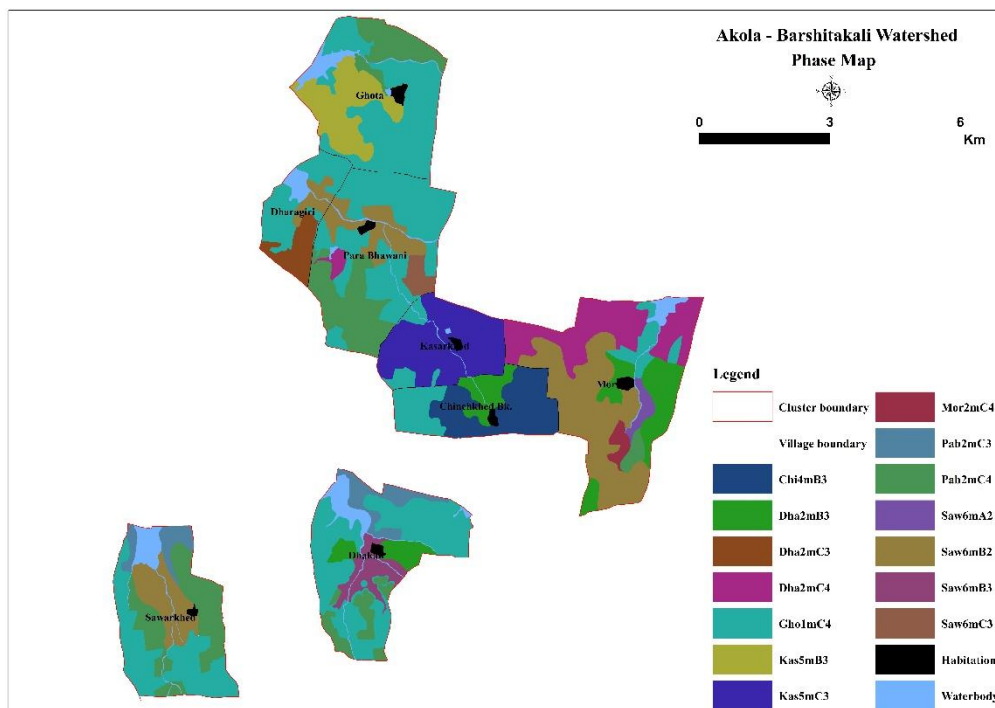 Akola - Barshitakali Watershed
Phase Map
0 3 6
Km
Ghota
Dharagiri
Para Bhawani
Kasarkhed
Mor
Chinchkhed Bk.
Dhakali
Sawarkhed
Legend
Cluster boundary
Village boundary
Chi4mB3
Dha2mB3
Dha2mC3
Dha2mC4
Gho1mC4
Kas5mB3
Kas5mC3
Mor2mC4
Pab2mC3
Pab2mC4
Saw6mA2
Saw6mB2
Saw6mB3
Saw6mC3
Habitation
Waterbody